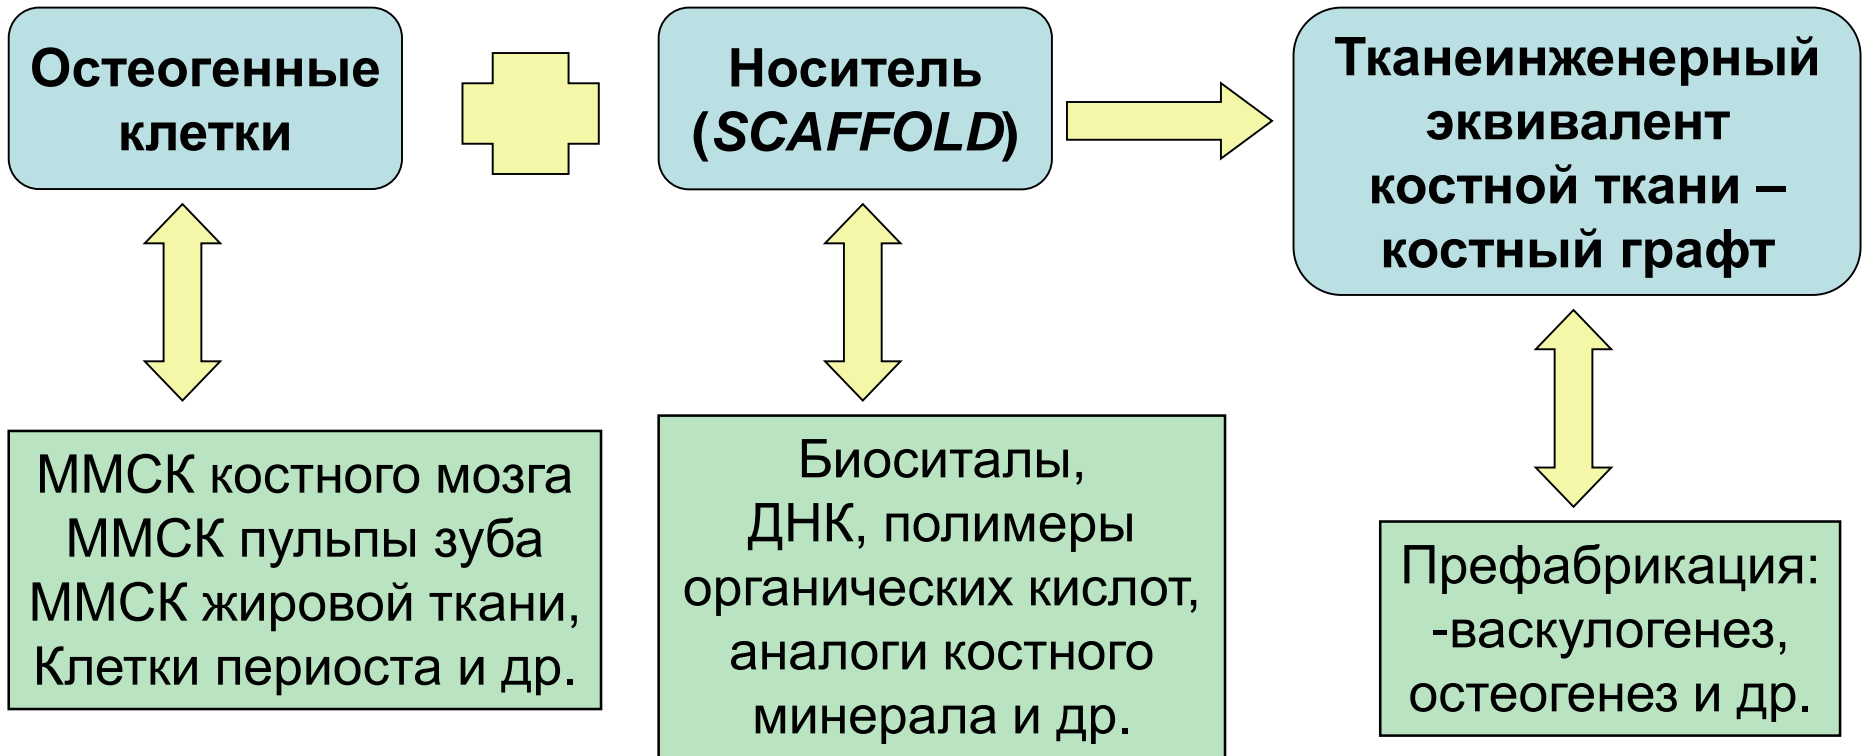 Остеогенные
клетки
Носитель
(SCAFFOLD)
Тканеинженерный
эквивалент
костной ткани –
костный графт
ММСК костного мозга
ММСК пульпы зуба
ММСК жировой ткани,
Клетки периоста и др.
Биоситалы,
ДНК, полимеры
органических кислот,
аналоги костного
минерала и др.
Префабрикация:
-васкулогенез,
остеогенез и др.